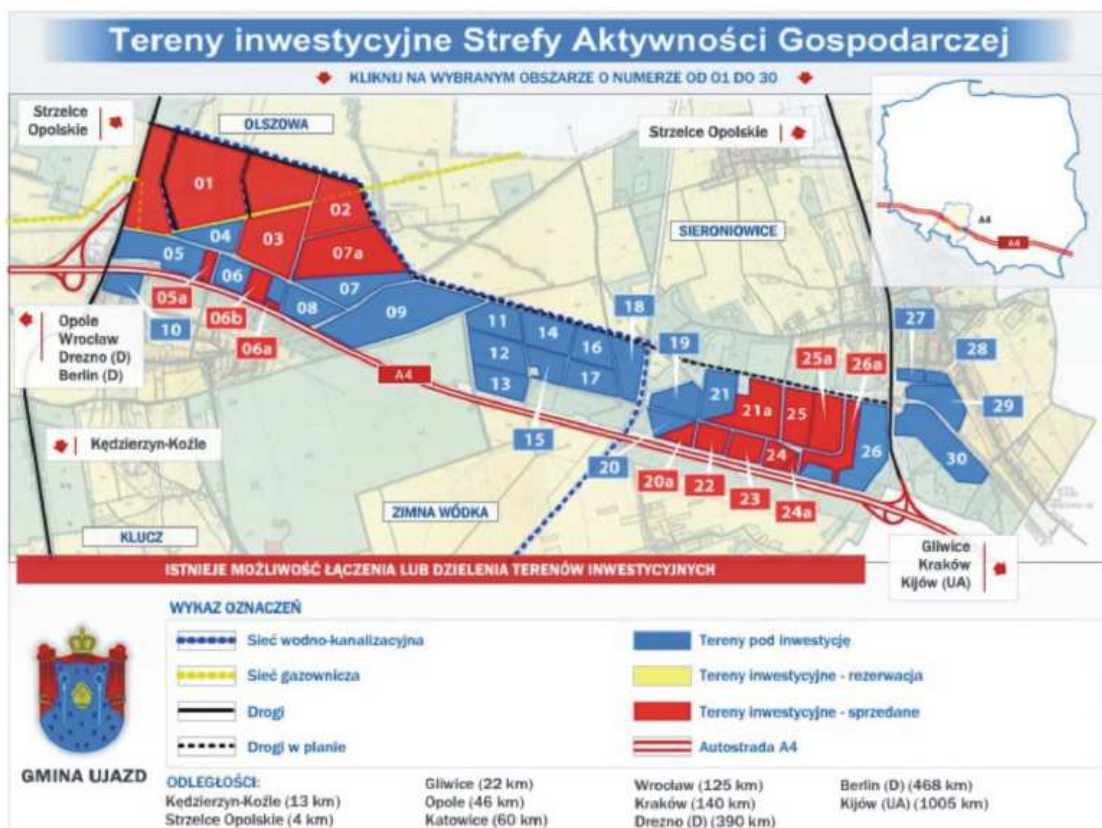 Tereny inwestycyjne Strefy Aktywności Gospodarczej
KLIKNIJ NA WYBRANYM OBSZARZE O NUMERZE OD 01 DO 30
Strzelce
Opolskie
OLSZOWA
Strzelce Opolskie
01
02
03
04
05
06
07a
07
08
09
05a
06b
06a
10
SIERONIOWICE
A4
A4
Opole
Wrocław
Drezno (D)
Berlin (D)
A4
11
14
16
18
12
13
17
15
19
21
20
21a
25
25a
26a
26
27
28
29
30
20a
22
23
24
24a
Kędzierzyn-Koźle
ZIMNA WÓDKA
KLUCZ
Gliwice
Kraków
Kijów (UA)
ISTNIEJE MOŻLIWOŚĆ ŁĄCZENIA LUB DZIELENIA TERENÓW INWESTYCYJNYCH
WYKAZ OZNACZEŃ
Sieć wodno-kanalizacyjna
Sieć gazownicza
Drogi
Drogi w planie
Tereny pod inwestycję
Tereny inwestycyjne - rezerwacja
Tereny inwestycyjne - sprzedane
Autostrada A4
GMINA UJAZD
ODLEGŁOŚCI:
Kędzierzyn-Koźle (13 km)
Strzelce Opolskie (4 km)
Gliwice (22 km)
Opole (46 km)
Katowice (60 km)
Wrocław (125 km)
Kraków (140 km)
Drezno (D) (390 km)
Berlin (D) (468 km)
Kijów (UA) (1005 km)